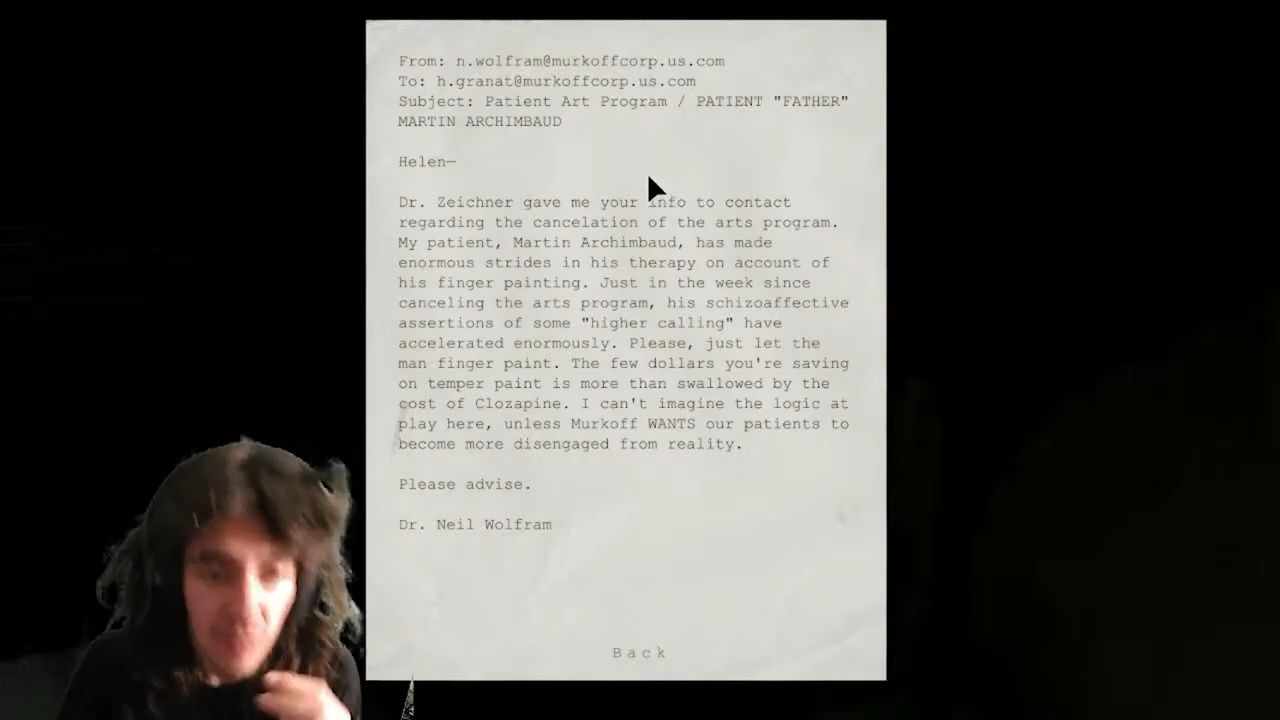 From: n.wolfram@murkoffcorp.us.com
To: h.granat@murkoffcorp.us.com
Subject: Patient Art Program / PATIENT "FATHER"
MARTIN ARCHIMBAUD
Helen—
Dr. Zeichner gave me your info to contact
regarding the cancelation of the arts program.
My patient, Martin Archimbaud, has made
enormous strides in his therapy on account of
his finger painting. Just in the week since
canceling the arts program, his schizoaffective
assertions of some "higher calling" have
accelerated enormously. Please, just let the
man finger paint. The few dollars you're saving
on temper paint is more than swallowed by the
cost of Clozapine. I can't imagine the logic at
play here, unless Murkoff WANTS our patients to
become more disengaged from reality.
Please advise.
Dr. Neil Wolfram
Back